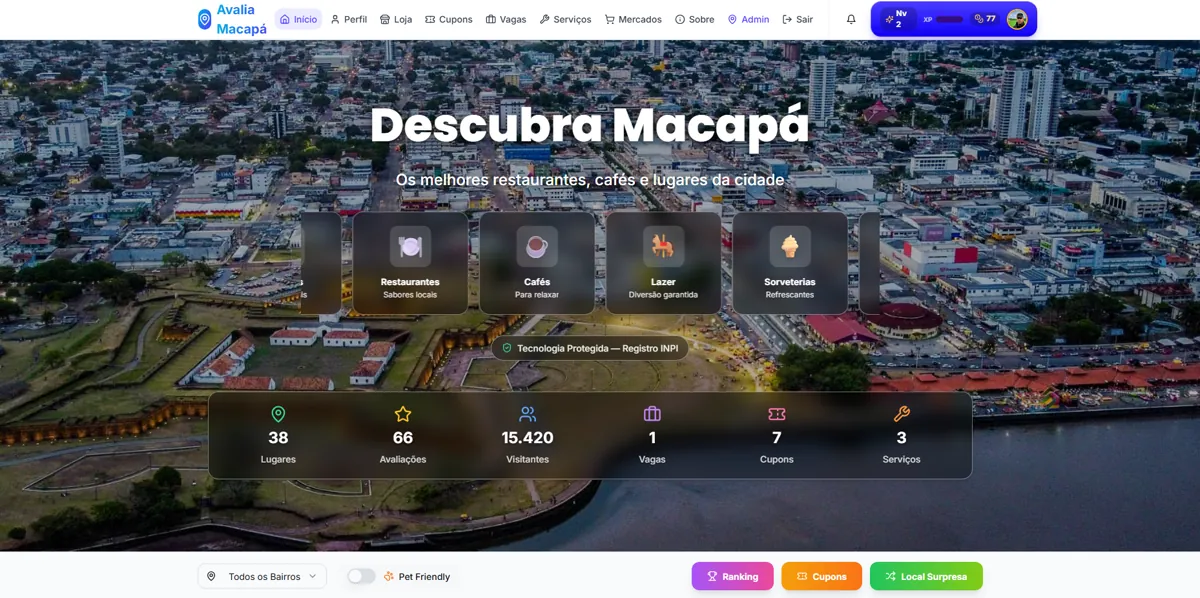 Avalia
Macapá
Início
Perfil
Loja
Cupons
Vagas
Serviços
Mercados
Sobre
Admin
Sair
Nv
2
XP
77
Descubra Macapá
Os melhores restaurantes, cafés e lugares da cidade
Restaurantes
Sabores locais
Cafés
Para relaxar
Lazer
Diversão garantida
Sorveterias
Refrescantes
Tecnologia Protegida — Registro INPI
38
Lugares
66
Avaliações
15.420
Visitantes
1
Vagas
7
Cupons
3
Serviços
Todos os Bairros
Pet Friendly
Ranking
Cupons
Local Surpresa